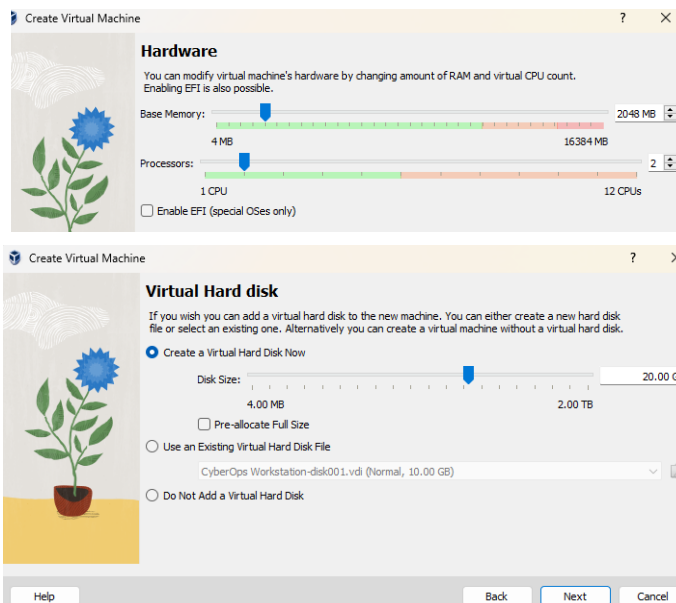 Create Virtual Machine
? ×
Hardware
You can modify virtual machine's hardware by changing amount of RAM and virtual CPU count.
Enabling EFI is also possible.
Base Memory: 2048 MB
4 MB 16384 MB
Processors: 2
1 CPU 12 CPUs
Enable EFI (special OSes only)
Create Virtual Machine
?
Virtual Hard disk
If you wish you can add a virtual hard disk to the new machine. You can either create a new hard disk
file or select an existing one. Alternatively you can create a virtual machine without a virtual hard disk.
Create a Virtual Hard Disk Now
Disk Size: 20.00 G
4.00 MB 2.00 TB
Pre-allocate Full Size
Use an Existing Virtual Hard Disk File
CyberOps Workstation-disk001.vdi (Normal, 10.00 GB)
Do Not Add a Virtual Hard Disk
Help Back Next Cancel